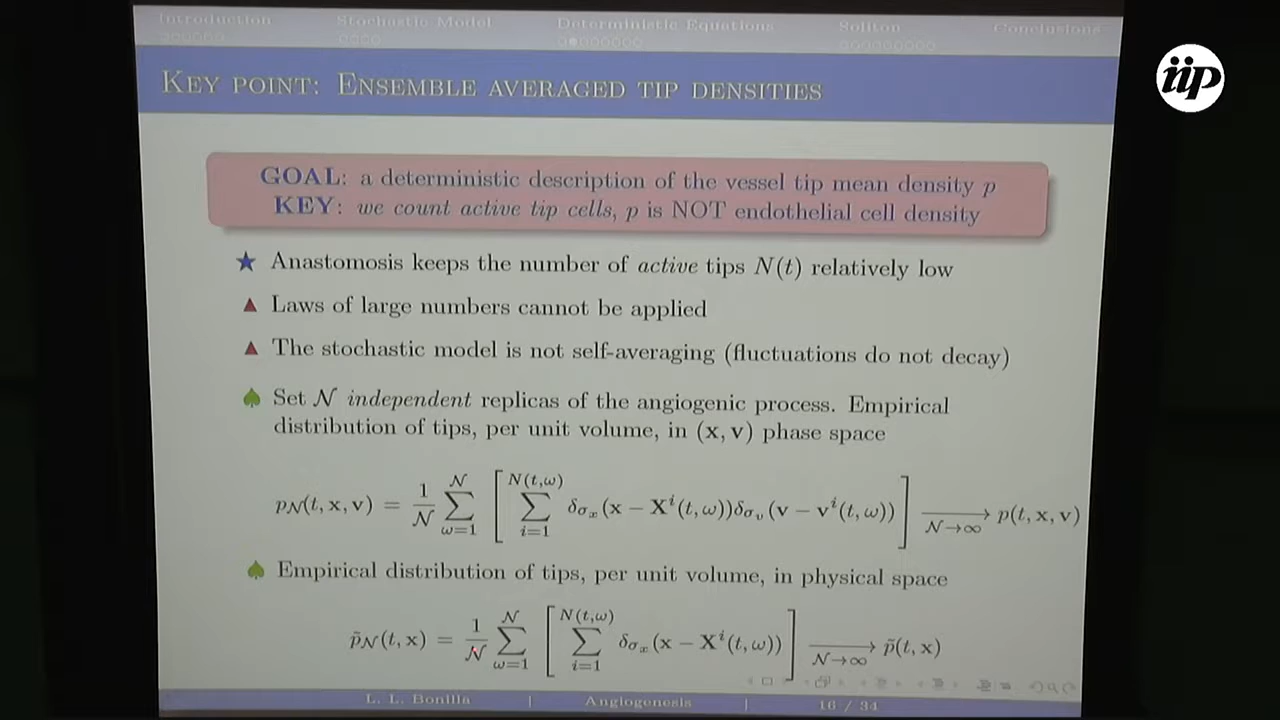 Introduction Stochastic Model Deterministic Equations Soliton Conclusions
KEY POINT: ENSEMBLE AVERAGED TIP DENSITIES
iip
GOAL: a deterministic description of the vessel tip mean density p
KEY: we count active tip cells, p is NOT endothelial cell density
★ Anastomosis keeps the number of active tips N(t) relatively low
▲ Laws of large numbers cannot be applied
▲ The stochastic model is not self-averaging (fluctuations do not decay)
♠ Set 𝒩 independent replicas of the angiogenic process. Empirical
distribution of tips, per unit volume, in (x, v) phase space
p_𝒩(t, x, v) = 1/𝒩 ∑_{ω=1}^{𝒩} [ ∑_{i=1}^{N(t,ω)} δ_{σ_x}(x − X^i(t, ω))δ_{σ_v}(v − v^i(t, ω)) ] ⟶_{𝒩→∞} p(t, x, v)
♠ Empirical distribution of tips, per unit volume, in physical space
p̃_𝒩(t, x) = 1/𝒩 ∑_{ω=1}^{𝒩} [ ∑_{i=1}^{N(t,ω)} δ_{σ_x}(x − X^i(t, ω)) ] ⟶_{𝒩→∞} p̃(t, x)
L. L. Bonilla | Angiogenesis | 16 / 34